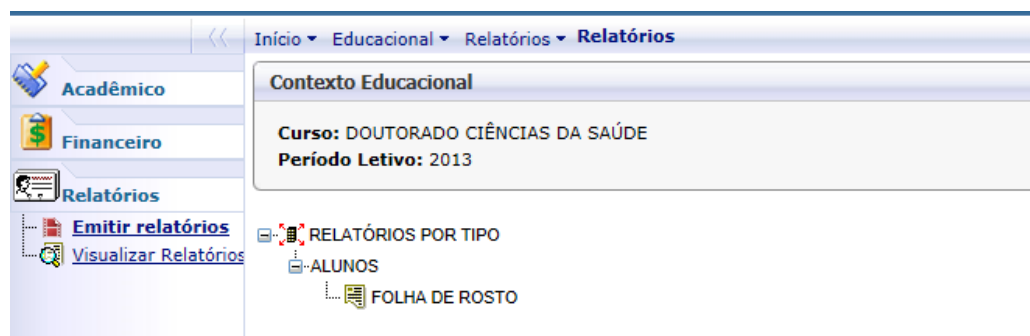 Início Educacional Relatórios Relatórios
Acadêmico
Financeiro
Relatórios
Emitir relatórios
Visualizar Relatórios
Contexto Educacional
Curso: DOUTORADO CIÊNCIAS DA SAÚDE
Período Letivo: 2013
RELATÓRIOS POR TIPO
ALUNOS
FOLHA DE ROSTO